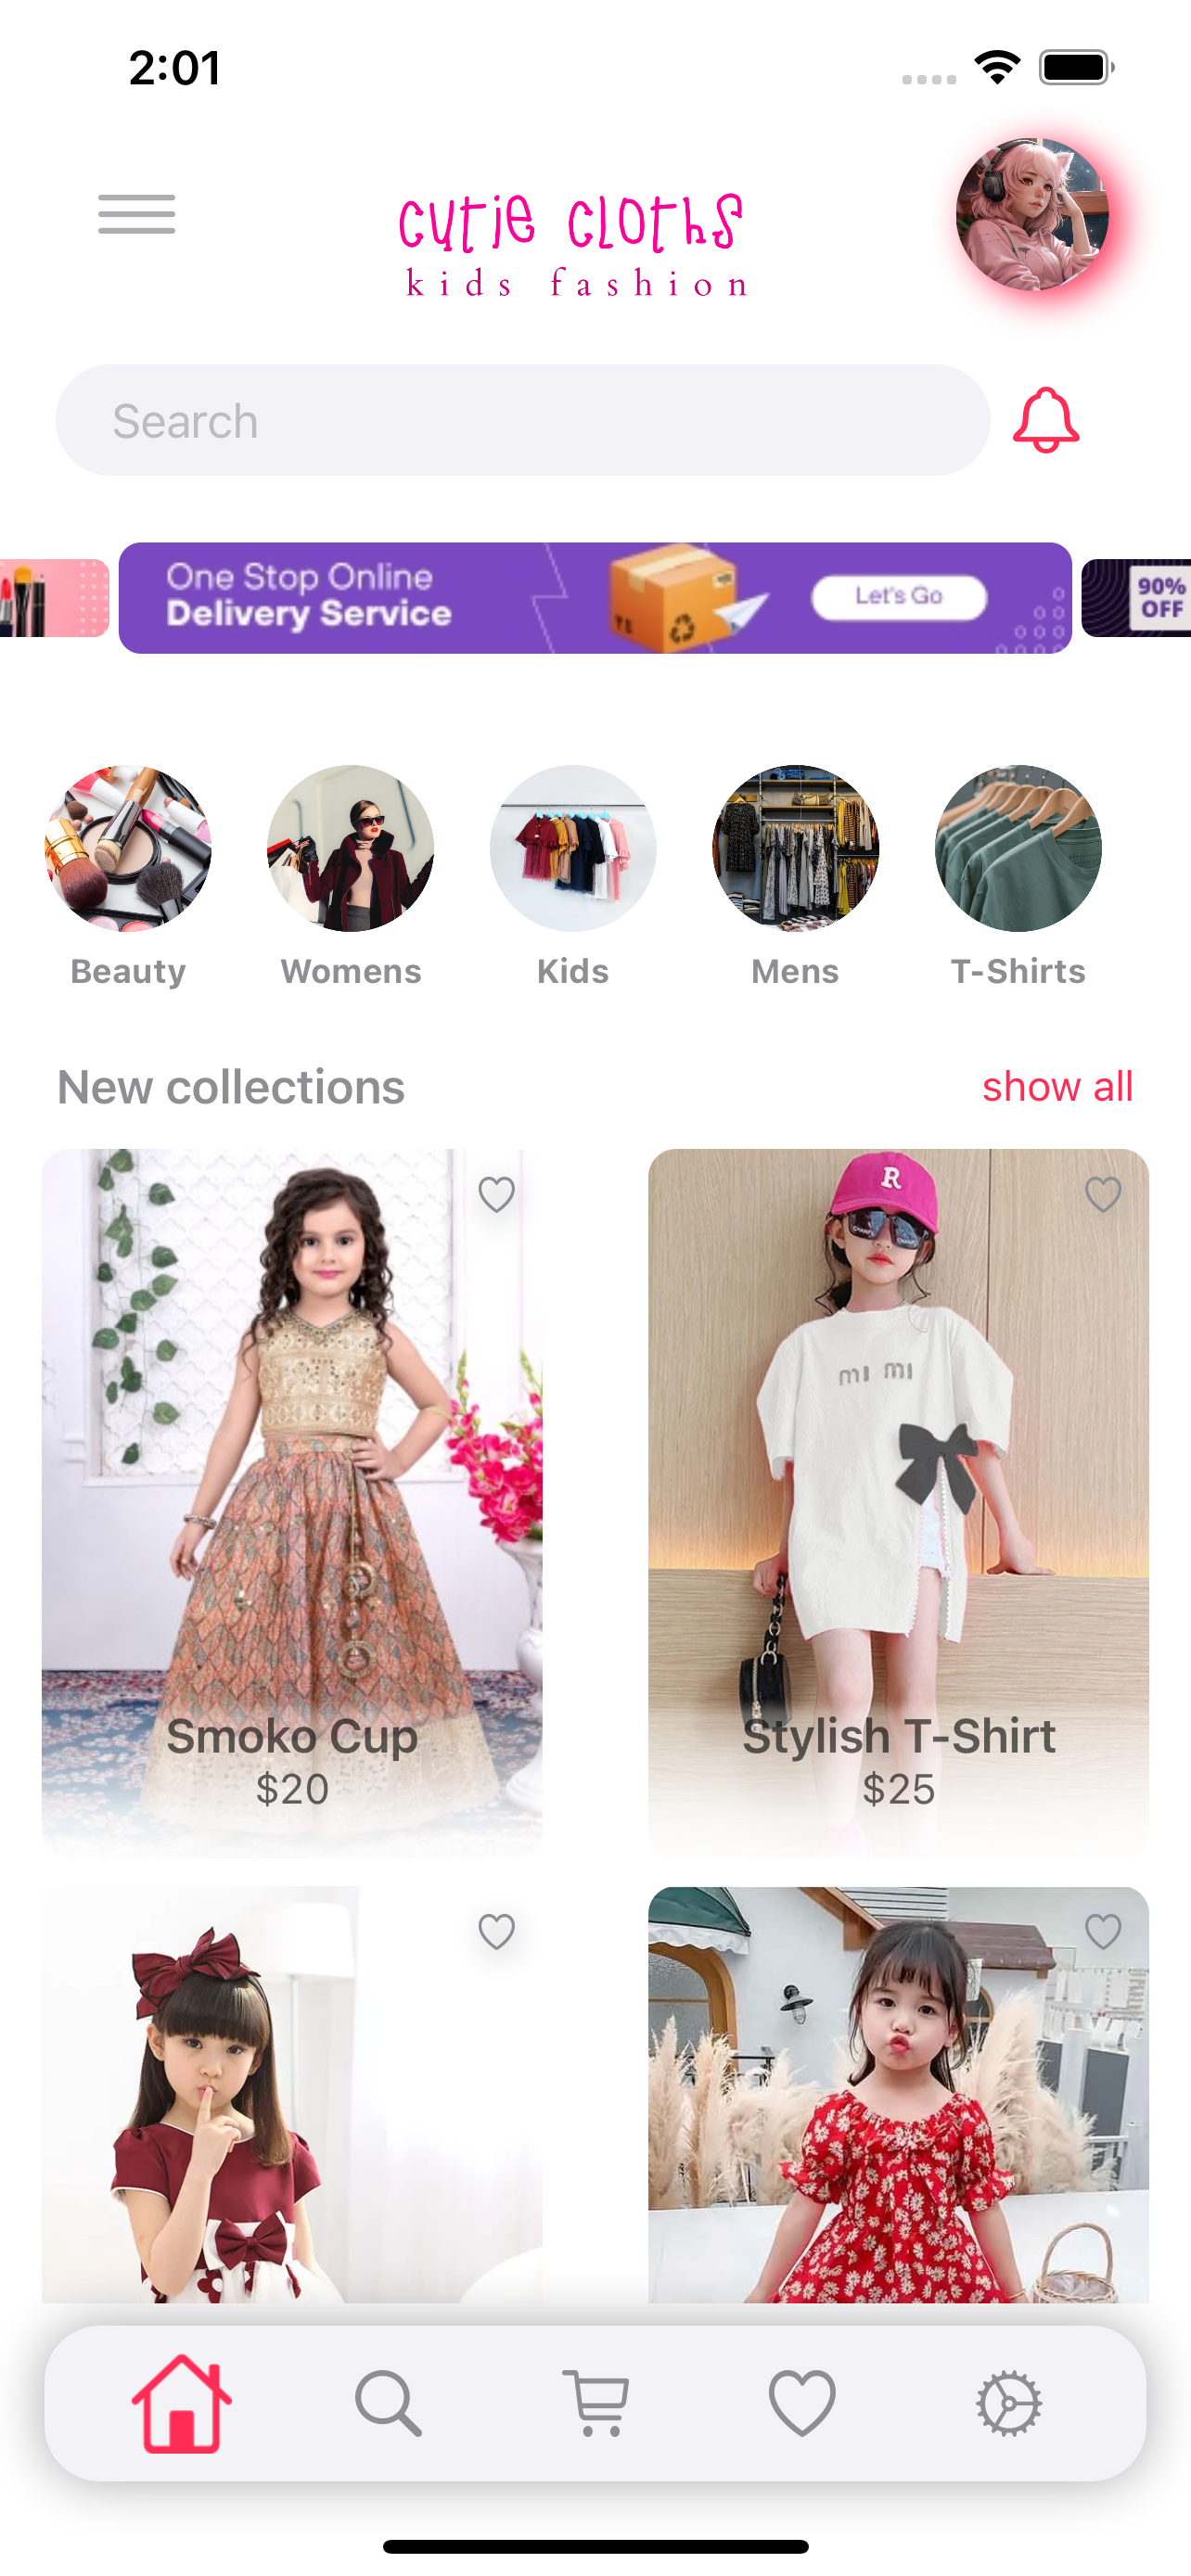 2:01
cutie cloths
kids fashion
Search
One Stop Online
Delivery Service
Let's Go
90%
OFF
Beauty
Womens
Kids
Mens
T-Shirts
New collections
show all
R
mi mi
Smoko Cup
$20
Stylish T-Shirt
$25